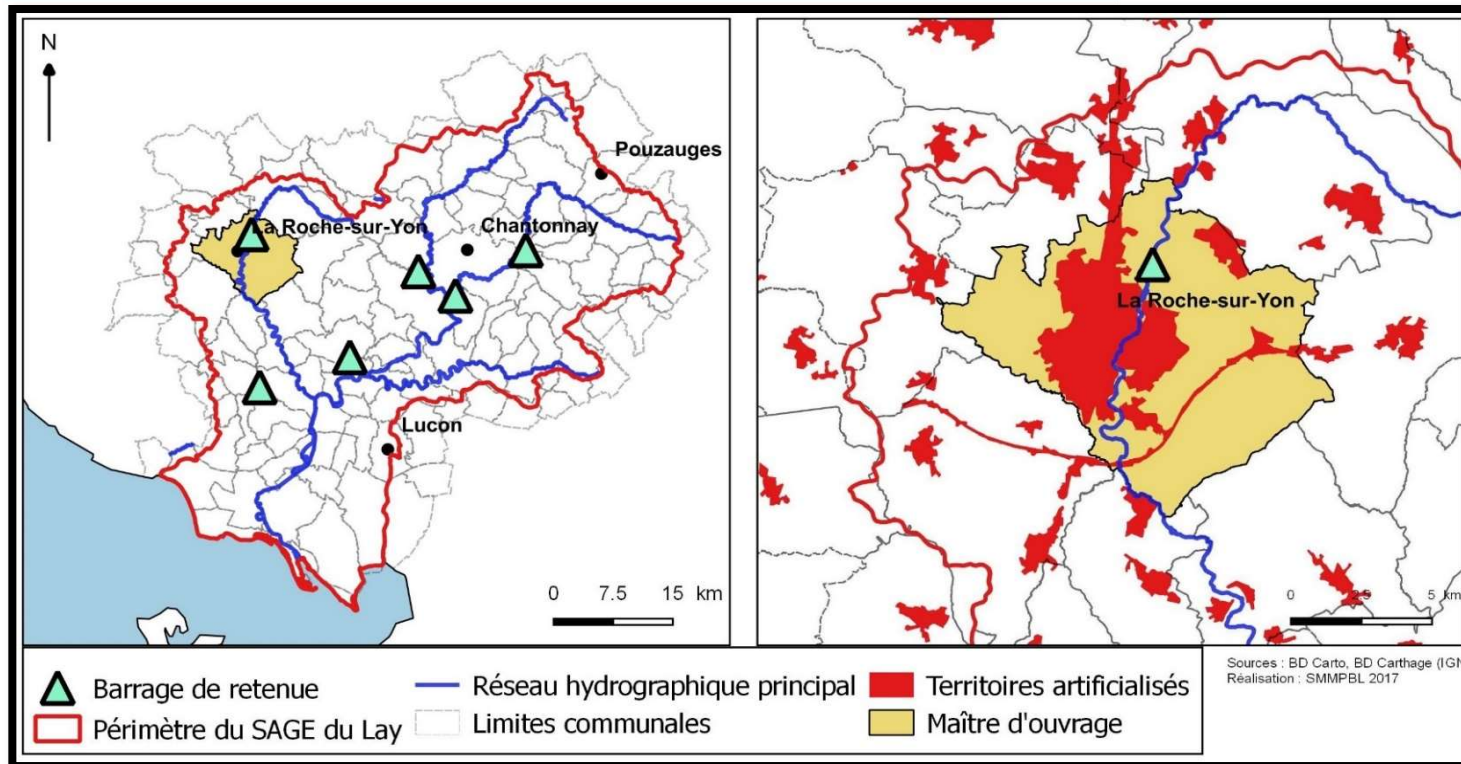 N
Pouzauges
La Roche-sur-Yon
Chantonnay
Lucon
0 7.5 15 km
La Roche-sur-Yon
0 2.5 5 km
Barrage de retenue
Périmètre du SAGE du Lay
Réseau hydrographique principal
Limites communales
Territoires artificialisés
Maître d'ouvrage
Sources : BD Carto, BD Carthage (IGN
Réalisation : SMMPBL 2017